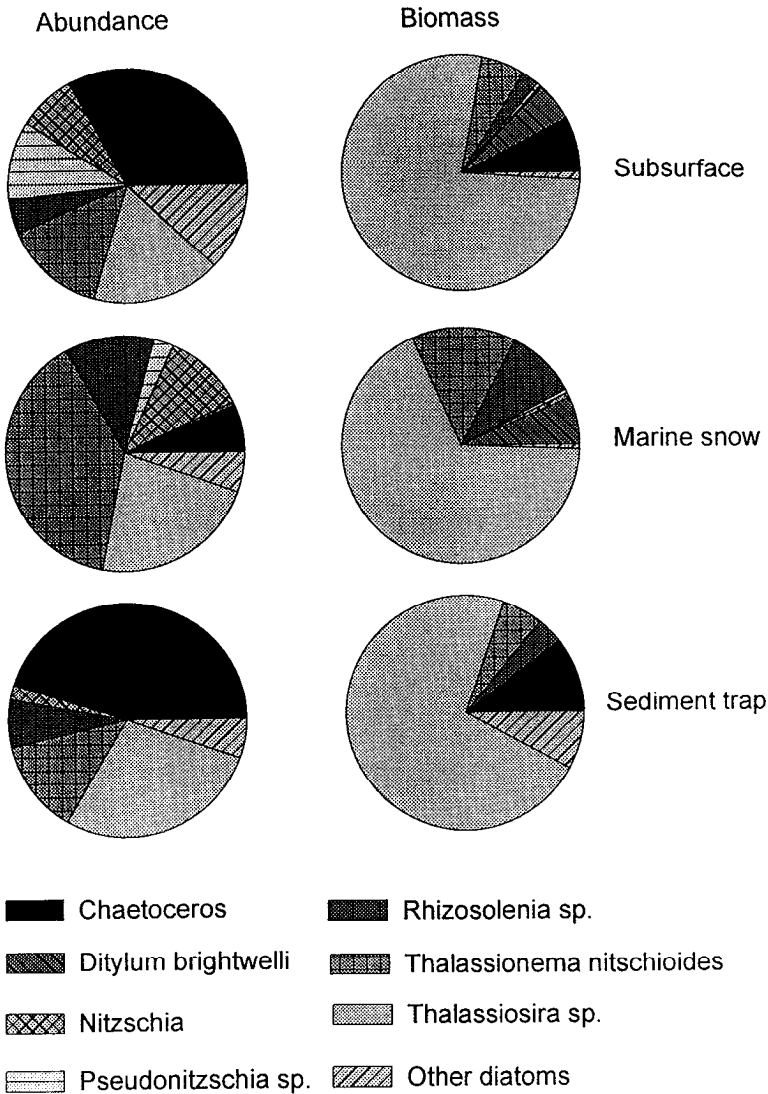 Abundance
Biomass
Subsurface
Marine snow
Sediment trap
Chaetoceros
Rhizosolenia sp.
Ditylum brightwelli
Thalassionema nitschioides
Nitzschia
Thalassiosira sp.
Pseudonitzschia sp.
Other diatoms